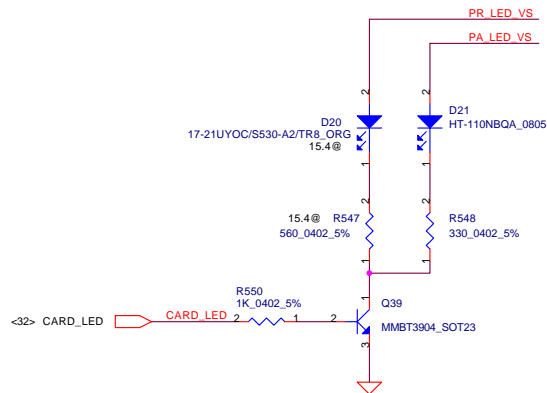 PR_LED_VS
PA_LED_VS
2
2
D20
17-21UYOC/S530-A2/TR8_ORG
15.4@
D21
HT-110NBQA_0805
1
1
2
2
15.4@ R547
560_0402_5%
R548
330_0402_5%
1
1
R550
1K_0402_5%
1
Q39
<32> CARD_LED
CARD_LED
2
1
2
MMBT3904_SOT23
3